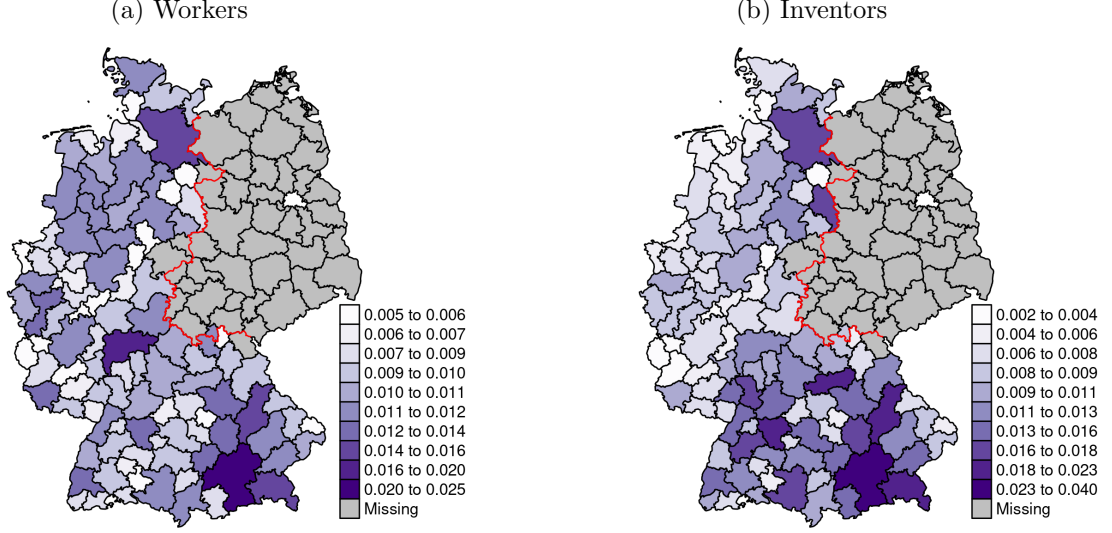 (a) Workers
0.005 to 0.006
0.006 to 0.007
0.007 to 0.009
0.009 to 0.010
0.010 to 0.011
0.011 to 0.012
0.012 to 0.014
0.014 to 0.016
0.016 to 0.020
0.020 to 0.025
Missing
(b) Inventors
0.002 to 0.004
0.004 to 0.006
0.006 to 0.008
0.008 to 0.009
0.009 to 0.011
0.011 to 0.013
0.013 to 0.016
0.016 to 0.018
0.018 to 0.023
0.023 to 0.040
Missing